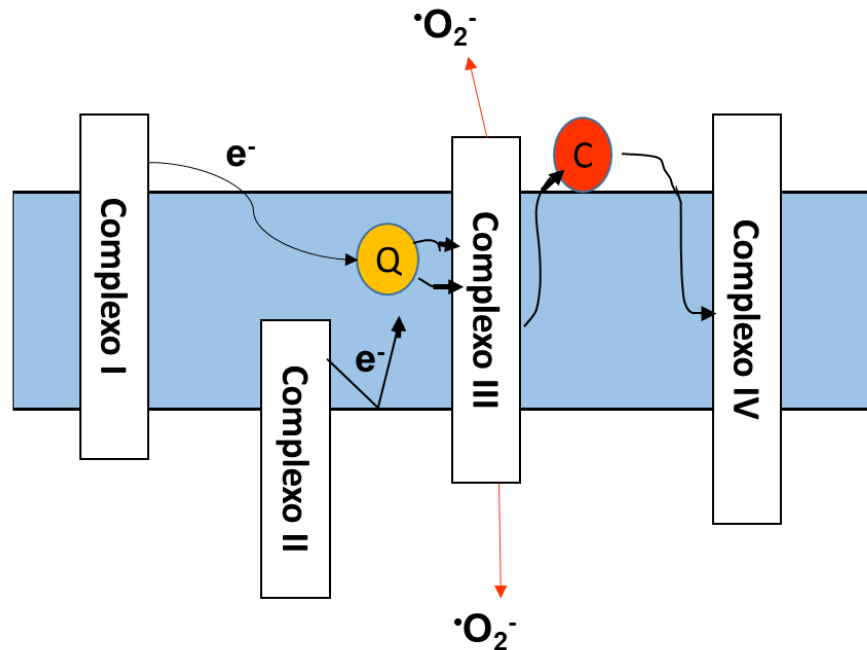 •O₂⁻
e⁻
C
Complexo I
Q
Complexo III
Complexo IV
e⁻
Complexo II
•O₂⁻